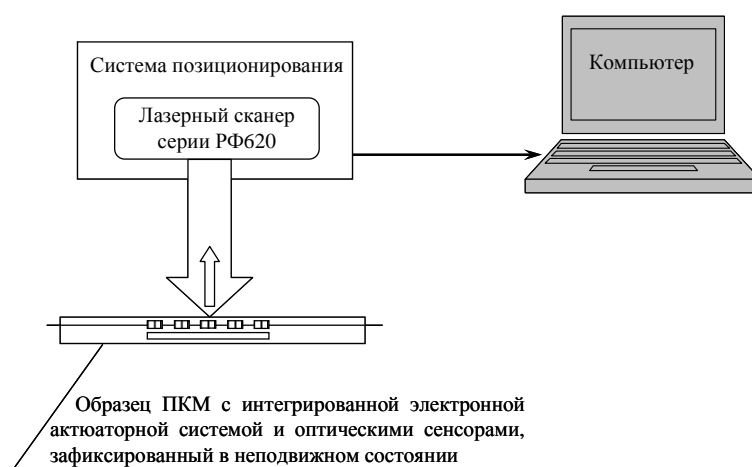 Система позиционирования
Лазерный сканер
серии РФ620
Компьютер
Образец ПКМ с интегрированной электронной
актюаторной системой и оптическими сенсорами,
зафиксированный в неподвижном состоянии